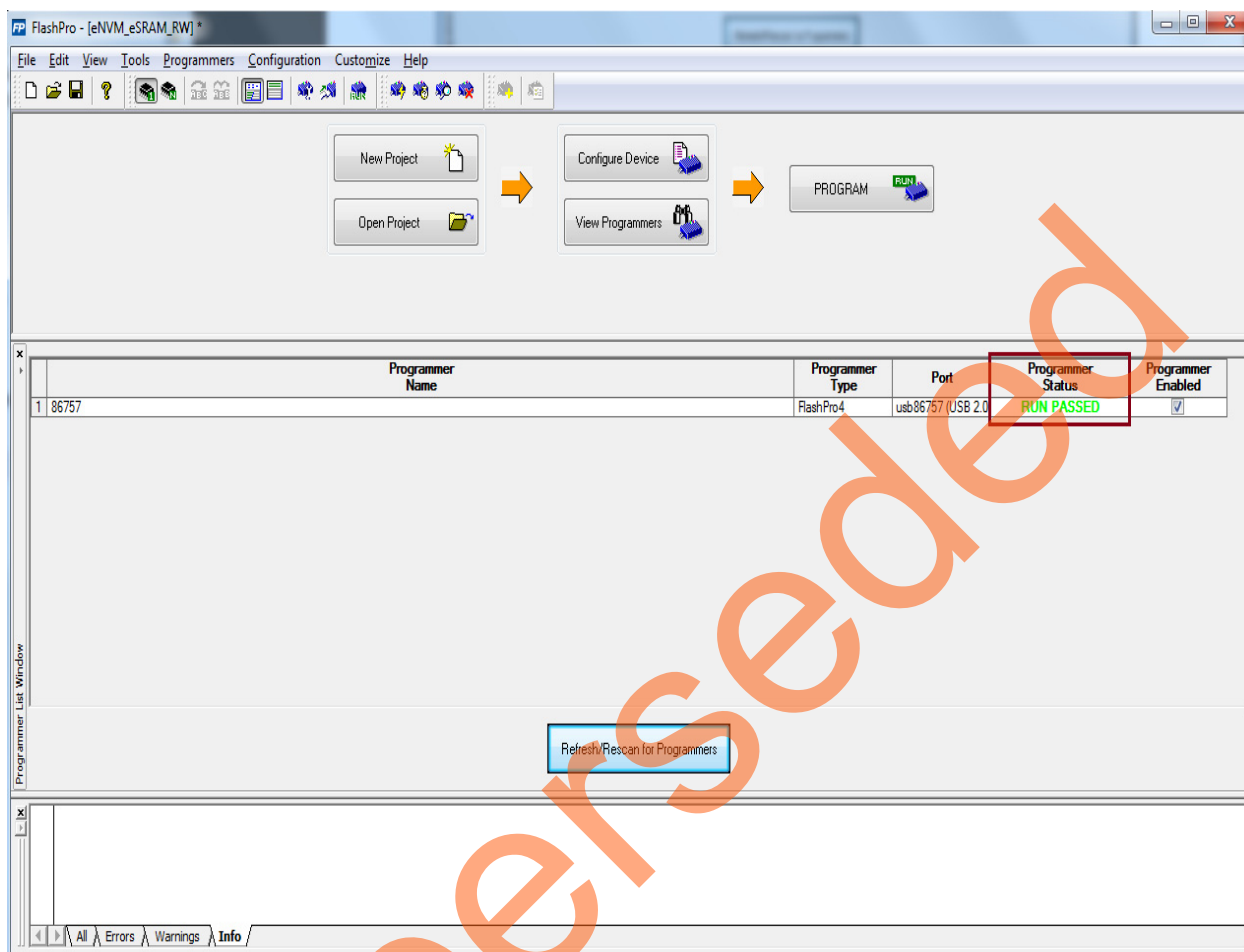 FP FlashPro - [eNVM_eSRAM_RW] *
File Edit View Tools Programmers Configuration Customize Help
New Project
Configure Device
PROGRAM
RUN
Open Project
View Programmers
Programmer Name
Programmer Type
Port
Programmer Status
Programmer Enabled
1 86757 FlashPro4 usb86757 (USB 2.0 RUN PASSED
Refresh/Rescan for Programmers
Programmer List Window
All Errors Warnings Info
erseded